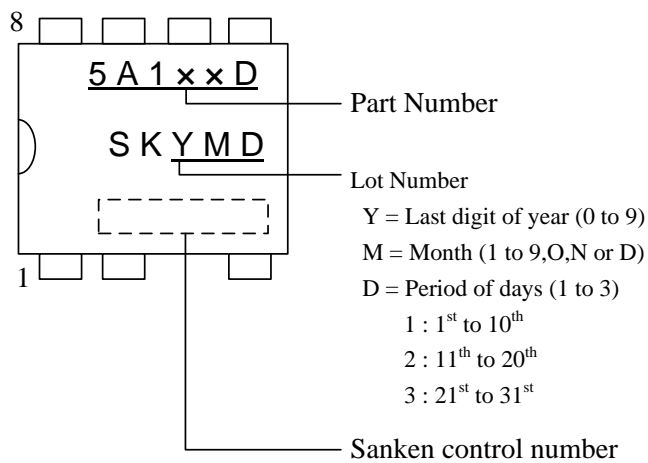 8
5 A 1 × × D
Part Number
S K Y M D
Lot Number
Y = Last digit of year (0 to 9)
M = Month (1 to 9,O,N or D)
D = Period of days (1 to 3)
1 : 1st to 10th
2 : 11th to 20th
3 : 21st to 31st
1
Sanken control number